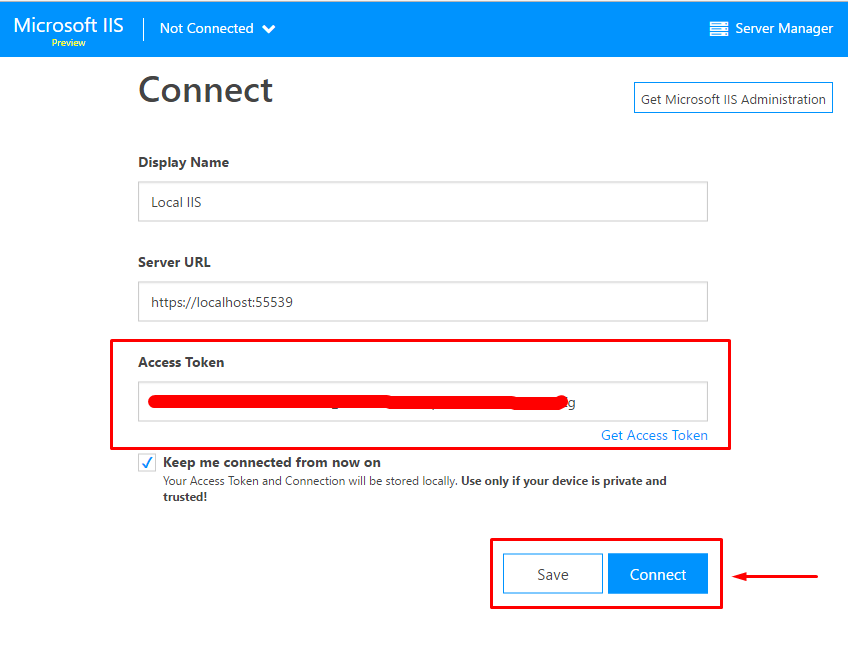 Microsoft IIS
Preview
Not Connected
Server Manager
Connect
Get Microsoft IIS Administration
Display Name
Local IIS
Server URL
https://localhost:55539
Access Token
g
Get Access Token
Keep me connected from now on
Your Access Token and Connection will be stored locally. Use only if your device is private and
trusted!
Save
Connect